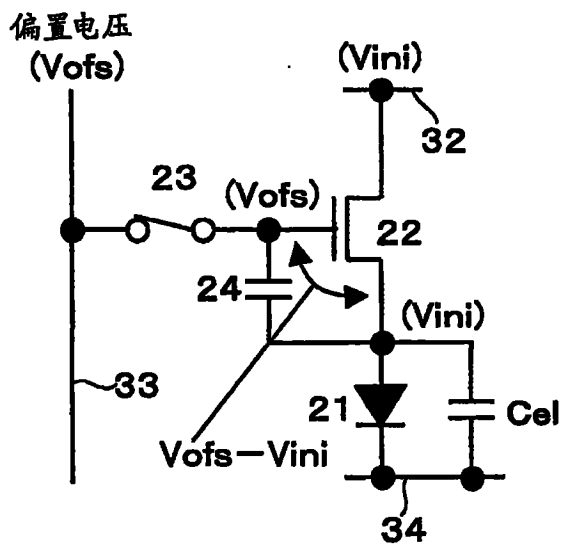 偏置电压
(Vofs)
(Vini)
32
23
(Vofs)
22
24
(Vini)
33
21
Cel
Vofs−Vini
34